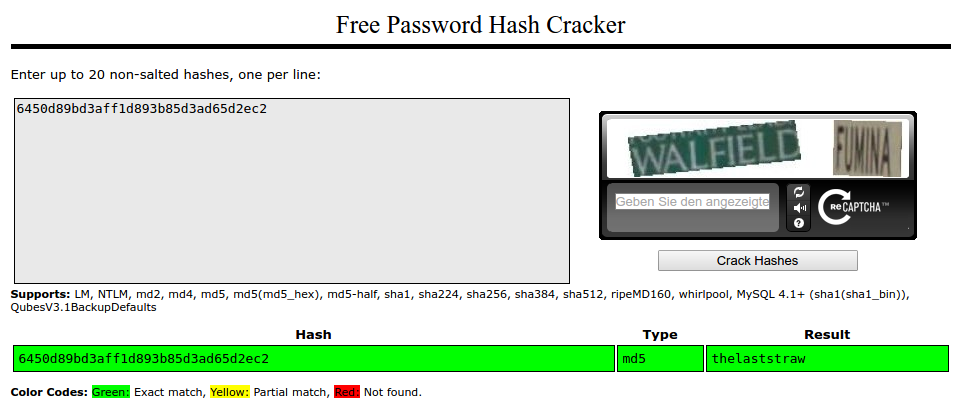 Free Password Hash Cracker
Enter up to 20 non-salted hashes, one per line:
6450d89bd3aff1d893b85d3ad65d2ec2
WALFIELD FUMINA
Geben Sie den angezeigte
RE CAPTCHA™
Crack Hashes
Supports: LM, NTLM, md2, md4, md5, md5(md5_hex), md5-half, sha1, sha224, sha256, sha384, sha512, ripeMD160, whirlpool, MySQL 4.1+ (sha1(sha1_bin)),
QubesV3.1BackupDefaults
Hash Type Result
6450d89bd3aff1d893b85d3ad65d2ec2 md5 thelaststraw
Color Codes: Green: Exact match, Yellow: Partial match, Red: Not found.